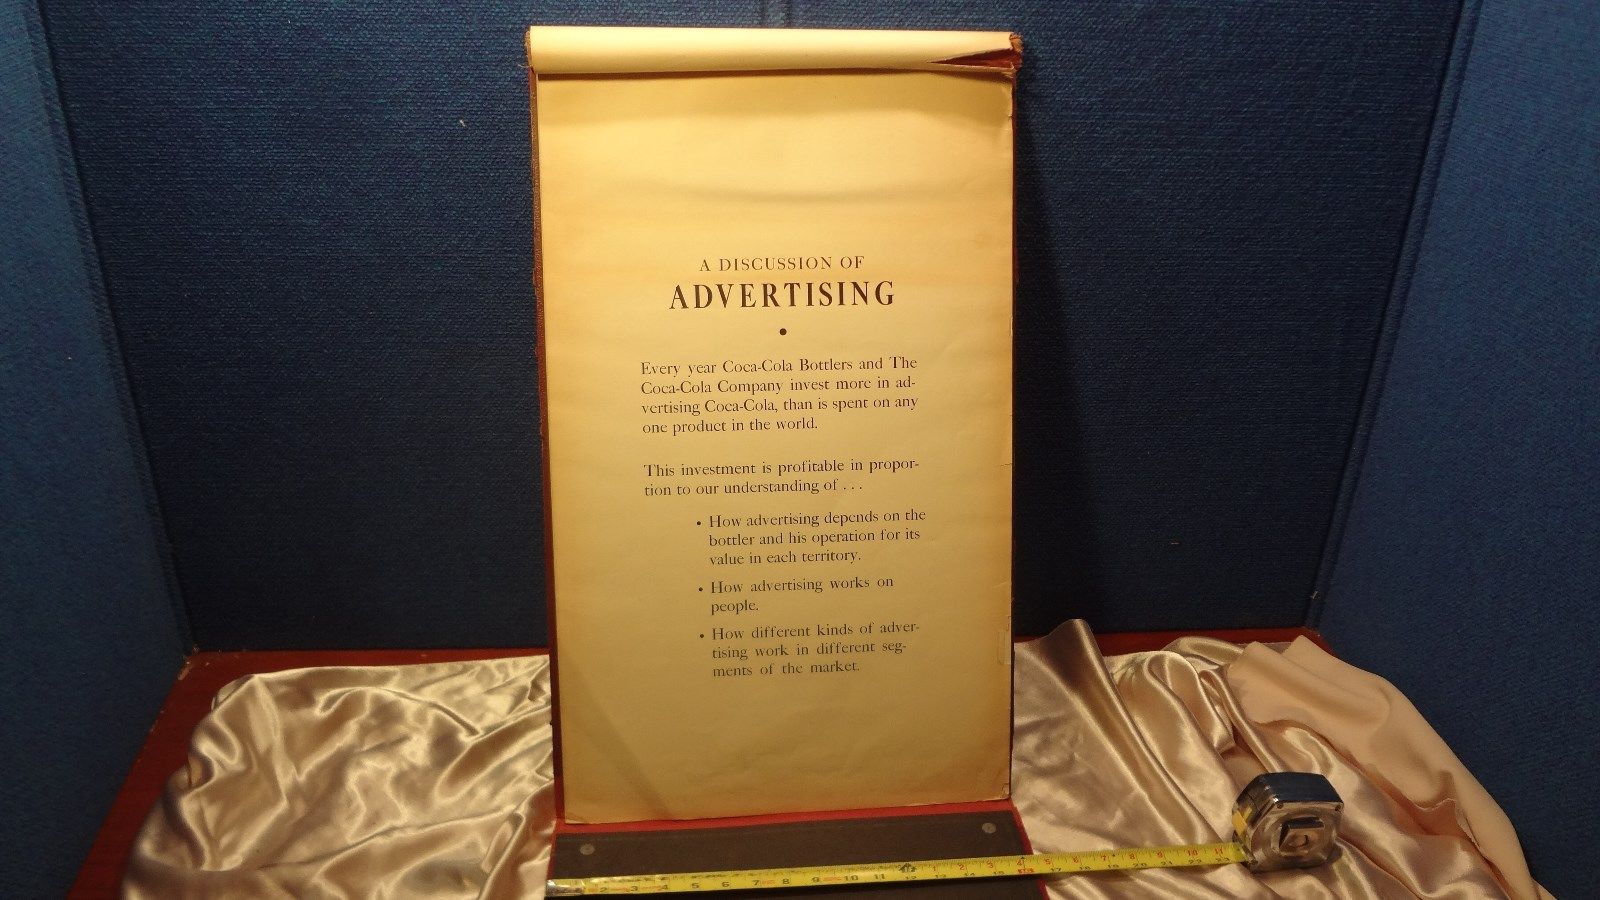 A DISCUSSION OF
ADVERTISING
•
Every year Coca-Cola Bottlers and The
Coca-Cola Company invest more in ad-
vertising Coca-Cola, than is spent on any
one product in the world.
This investment is profitable in propor-
tion to our understanding of . . .
• How advertising depends on the
bottler and his operation for its
value in each territory.
• How advertising works on
people.
• How different kinds of adver-
tising work in different seg-
ments of the market.